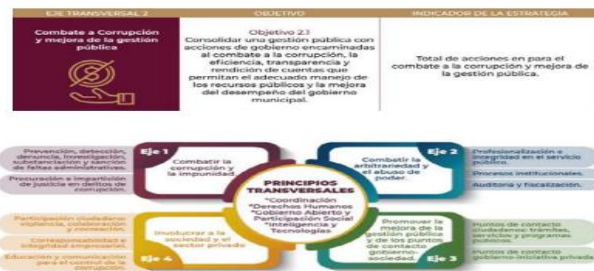 EJE TRANSVERSAL 2
OBJETIVO
INDICADOR DE LA ESTRATEGIA
Combate a Corrupción
y mejora de la gestión
pública
Objetivo 2.1
Consolidar una gestión pública con
acciones de gobierno encaminadas
al combate a la corrupción, la
eficiencia, transparencia y
rendición de cuentas que
permitan el adecuado manejo de
los recursos públicos y la mejora
del desempeño del gobierno
municipal.
Total de acciones en para el
combate a la corrupción y mejora de
la gestión pública.
Prevención, detección,
denuncia, investigación,
substanciación y sanción
de faltas administrativas.
Procuración e impartición
de justicia en delitos de
corrupción.
Eje 1
Combatir la
corrupción y
la impunidad.
Eje 2
Combatir la
arbitrariedad y
el abuso de
poder.
Profesionalización e
integridad en el servicio
público.
Procesos institucionales.
Auditoría y fiscalización.
PRINCIPIOS
TRANSVERSALES
*Coordinación
*Derechos Humanos
*Gobierno Abierto y
Participación Social
*Inteligencia y
Tecnologías
Participación ciudadana:
vigilancia, colaboración
y cocreación.
Corresponsabilidad e
integridad empresarial.
Educación y comunicación
para el control de la
corrupción.
Involucrar a la
sociedad y el
sector privado
Eje 4
Promover la
mejora de la
gestión pública
y de los puntos
de contacto
gobierno-
sociedad.
Eje 3
Puntos de contacto
ciudadanos: trámites,
servicios y programas
públicos.
Puntos de contacto
gobierno-iniciativa privada